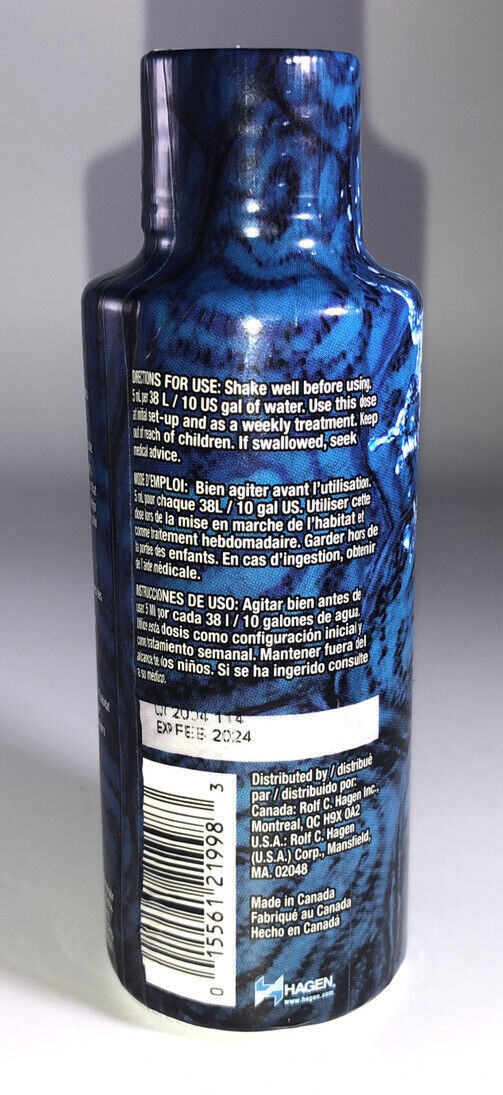 DIRECTIONS FOR USE: Shake well before using.
5 mL per 38 L / 10 US gal of water. Use this dose
at initial set-up and as a weekly treatment. Keep
out of reach of children. If swallowed, seek
medical advice.
MODE D'EMPLOI: Bien agiter avant l'utilisation.
5 mL pour chaque 38L / 10 gal US. Utiliser cette
dose lors de la mise en marche de l'habitat et
comme traitement hebdomadaire. Garder hors de
la portée des enfants. En cas d'ingestion, obtenir
de l'aide médicale.
INSTRUCCIONES DE USO: Agitar bien antes de
usar. 5 Ml por cada 38 l / 10 galones de agua.
Utilice esta dosis como configuración inicial y
como tratamiento semanal. Mantener fuera del
alcance de los niños. Si se ha ingerido consulte
a su médico.
114
EXP FEB 2024
0 15561 21998 3
Distributed by / distribué
par / distribuido por:
Canada: Rolf C. Hagen Inc.,
Montreal, QC H9X 0A2
U.S.A.: Rolf C. Hagen
(U.S.A.) Corp., Mansfield,
MA. 02048
Made in Canada
Fabriqué au Canada
Hecho en Canadá
HAGEN
www.hagen.com